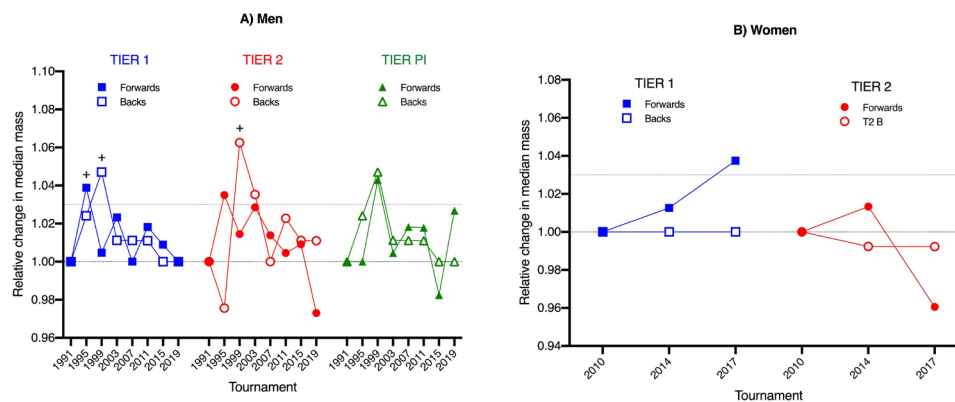 A) Men
TIER 1
Forwards
Backs
TIER 2
Forwards
Backs
TIER PI
Forwards
Backs
+
+
+
Relative change in median mass
1.10
1.08
1.06
1.04
1.02
1.00
0.98
0.96
1991
1995
1999
2003
2007
2011
2015
2019
1991
1995
1999
2003
2007
2011
2015
2019
1991
1995
1999
2003
2007
2011
2015
2019
Tournament
B) Women
TIER 1
Forwards
Backs
TIER 2
Forwards
T2 B
Relative change in median mass
1.08
1.06
1.04
1.02
1.00
0.98
0.96
0.94
2010
2014
2017
2010
2014
2017
Tournament